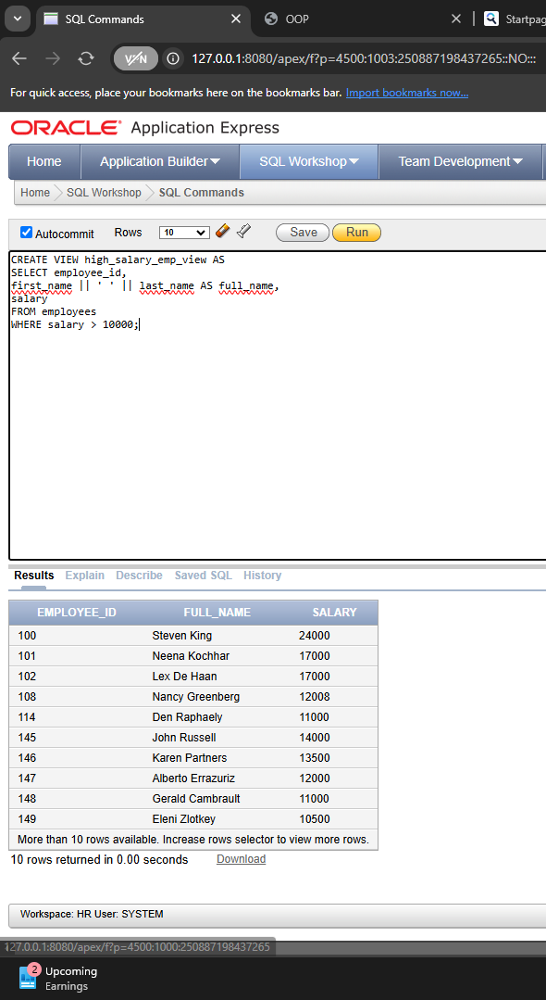 SQL Commands
OOP
Startpag
VPN
127.0.0.1:8080/apex/f?p=4500:1003:250887198437265::NO:::
For quick access, place your bookmarks here on the bookmarks bar. Import bookmarks now...
ORACLE® Application Express
Home Application Builder SQL Workshop Team Development
Home SQL Workshop SQL Commands
Autocommit Rows 10 Save Run
CREATE VIEW high_salary_emp_view AS
SELECT employee_id,
first_name || ' ' || last_name AS full_name,
salary
FROM employees
WHERE salary > 10000;
Results Explain Describe Saved SQL History
EMPLOYEE_ID FULL_NAME SALARY
100 Steven King 24000
101 Neena Kochhar 17000
102 Lex De Haan 17000
108 Nancy Greenberg 12008
114 Den Raphaely 11000
145 John Russell 14000
146 Karen Partners 13500
147 Alberto Errazuriz 12000
148 Gerald Cambrault 11000
149 Eleni Zlotkey 10500
More than 10 rows available. Increase rows selector to view more rows.
10 rows returned in 0.00 seconds Download
Workspace: HR User: SYSTEM
127.0.0.1:8080/apex/f?p=4500:1000:250887198437265
2
Upcoming
Earnings